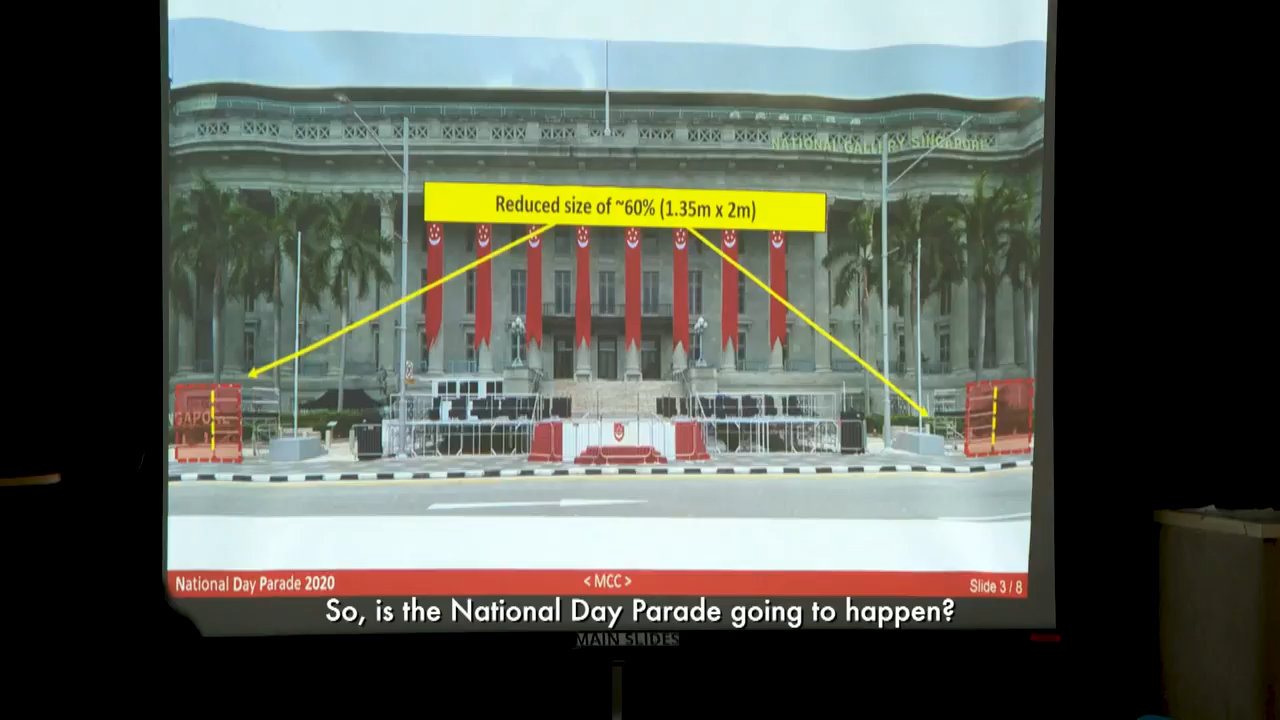 NATIONAL GALLERY SINGAPORE
Reduced size of ~60% (1.35m x 2m)
National Day Parade 2020
< MCC >
Slide 3 / 8
So, is the National Day Parade going to happen?
MAIN SLIDES